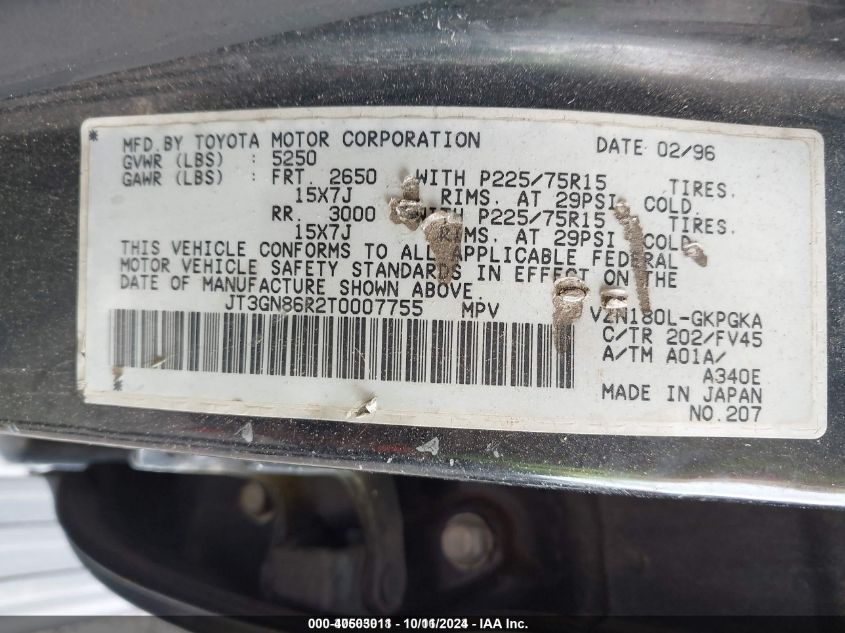 * MFD.BY TOYOTA MOTOR CORPORATION DATE 02/96
GVWR (LBS) : 5250
GAWR (LBS) : FRT. 2650 WITH P225/75R15 TIRES.
15X7J RIMS. AT 29PSI COLD.
RR. 3000 WITH P225/75R15 TIRES.
15X7J RIMS. AT 29PSI COLD.
THIS VEHICLE CONFORMS TO ALL APPLICABLE FEDERAL
MOTOR VEHICLE SAFETY STANDARDS IN EFFECT ON THE
DATE OF MANUFACTURE SHOWN ABOVE.
JT3GN86R2T0007755 MPV VZN180L-GKPGKA
C/TR 202/FV45
A/TM A01A/
A340E
MADE IN JAPAN
NO.207
- IAA Inc.